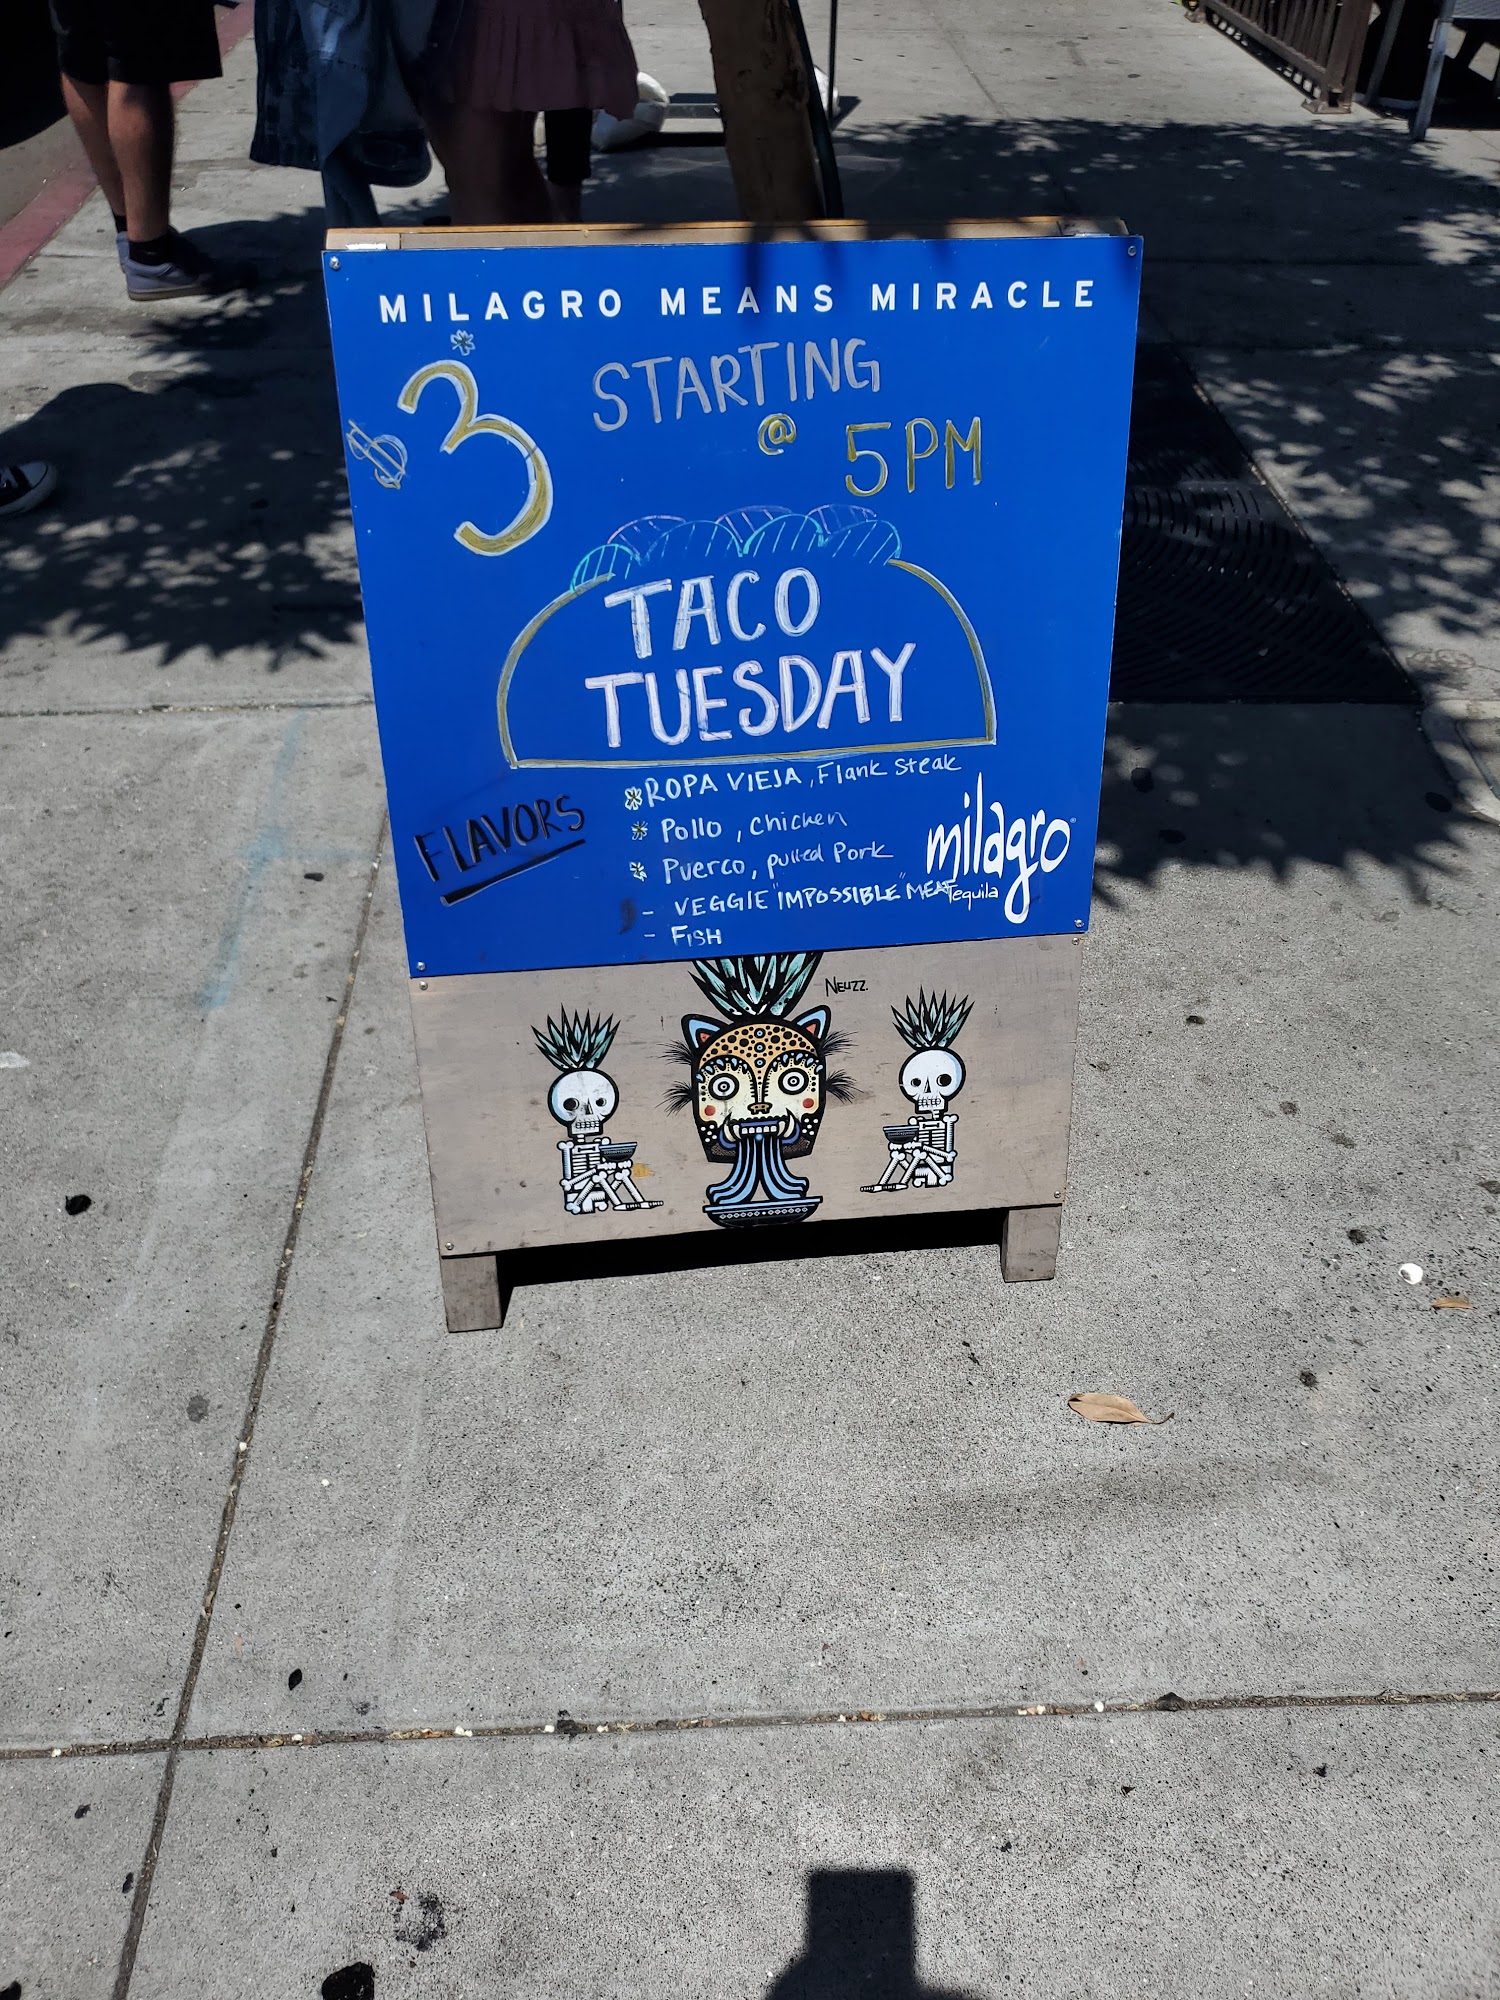 MILAGRO MEANS MIRACLE
$3* STARTING
@ 5PM
TACO
TUESDAY
FLAVORS
* ROPA VIEJA, Flank Steak
* Pollo, chicken
* Puerco, pulled Pork
- VEGGIE "IMPOSSIBLE" MEAT
- FISH
milagro®
Tequila
NEUZZ.